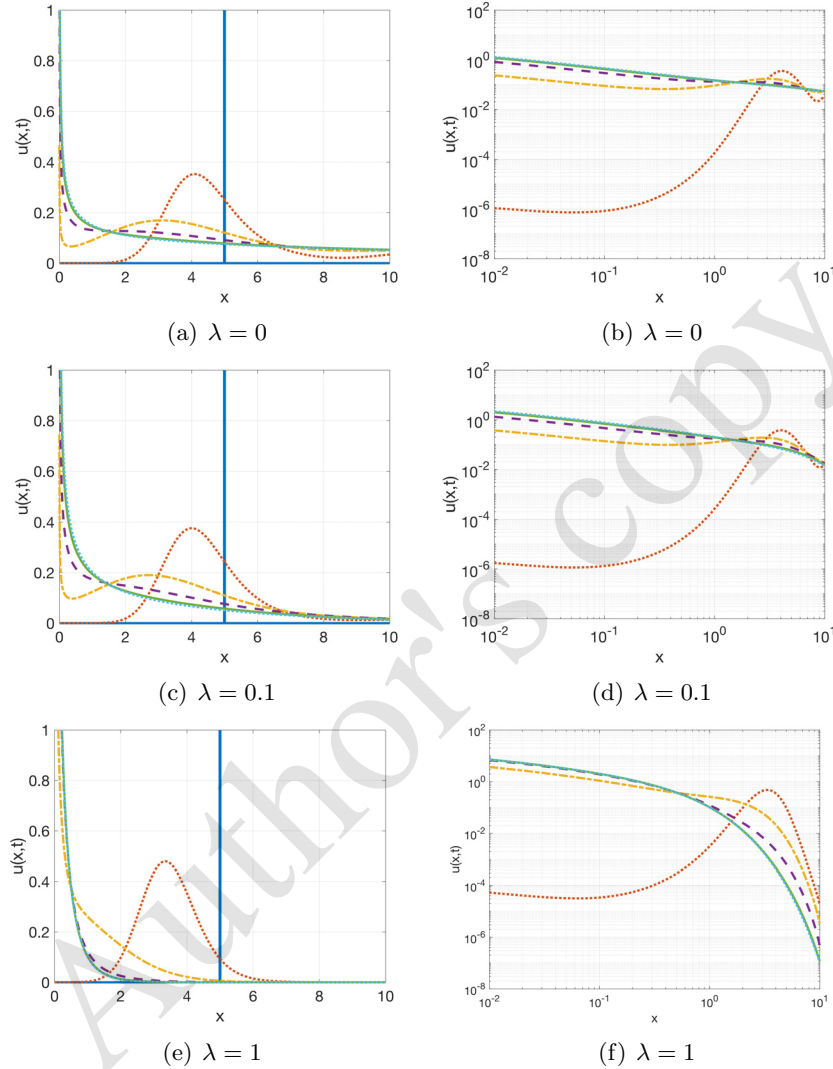 1
0.8
0.6
0.4
0.2
0
u(x,t)
0 2 4 6 8 10
x
(a) λ = 0
10^2
10^0
10^-2
10^-4
10^-6
10^-8
u(x,t)
10^-2 10^-1 10^0 10^1
x
(b) λ = 0
1
0.8
0.6
0.4
0.2
0
u(x,t)
0 2 4 6 8 10
x
(c) λ = 0.1
10^2
10^0
10^-2
10^-4
10^-6
10^-8
u(x,t)
10^-2 10^-1 10^0 10^1
x
(d) λ = 0.1
1
0.8
0.6
0.4
0.2
0
u(x,t)
0 2 4 6 8 10
x
(e) λ = 1
10^2
10^0
10^-2
10^-4
10^-6
10^-8
u(x,t)
10^-2 10^-1 10^0 10^1
x
(f) λ = 1
Author's copy